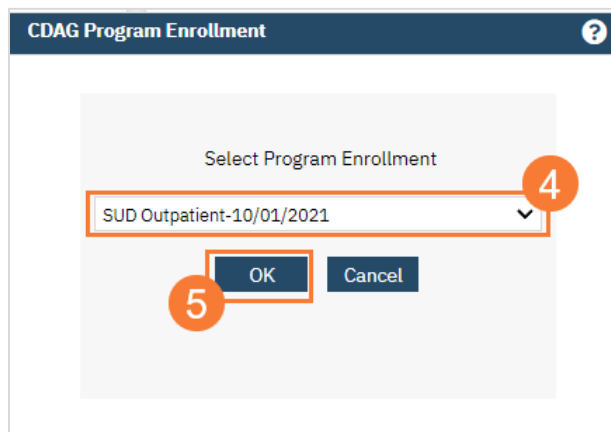 CDAG Program Enrollment ?
Select Program Enrollment
4
SUD Outpatient-10/01/2021
OK Cancel
5